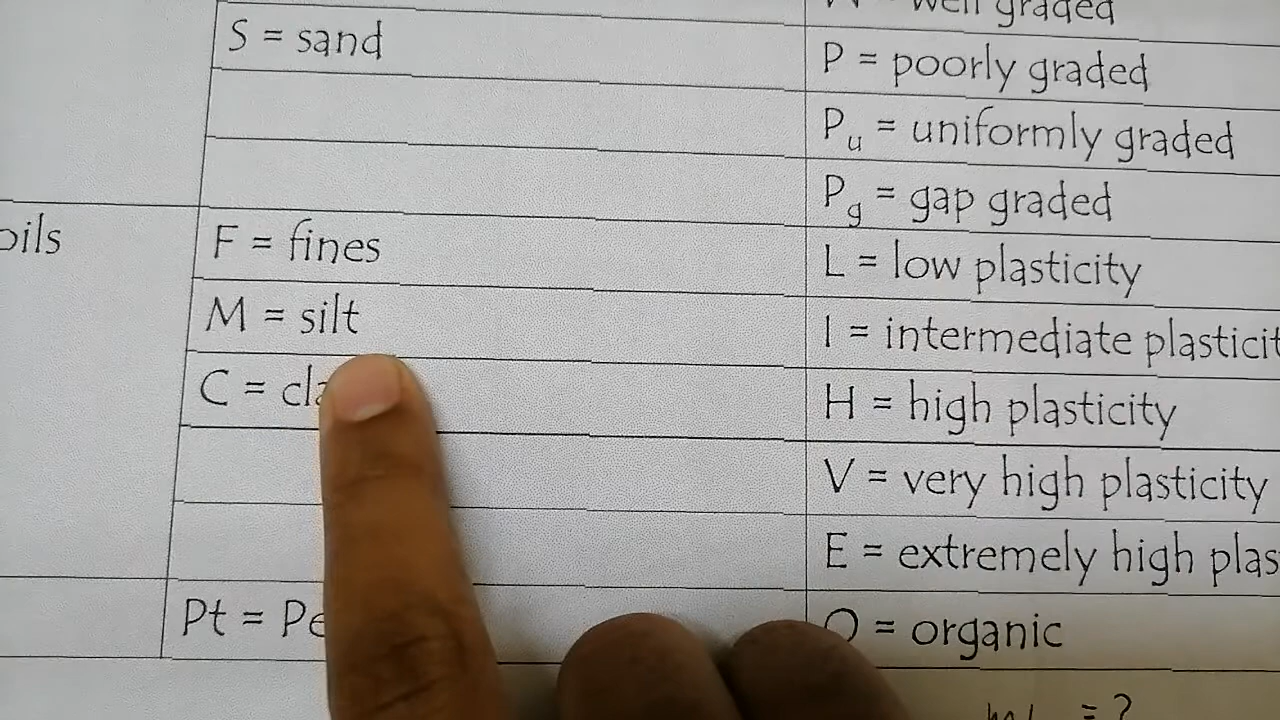 W = well graded
S = sand
P = poorly graded
Pu = uniformly graded
Pg = gap graded
oils
F = fines
L = low plasticity
M = silt
I = intermediate plasticit
C = cla
H = high plasticity
V = very high plasticity
E = extremely high plas
Pt = Pe
O = organic
= ?